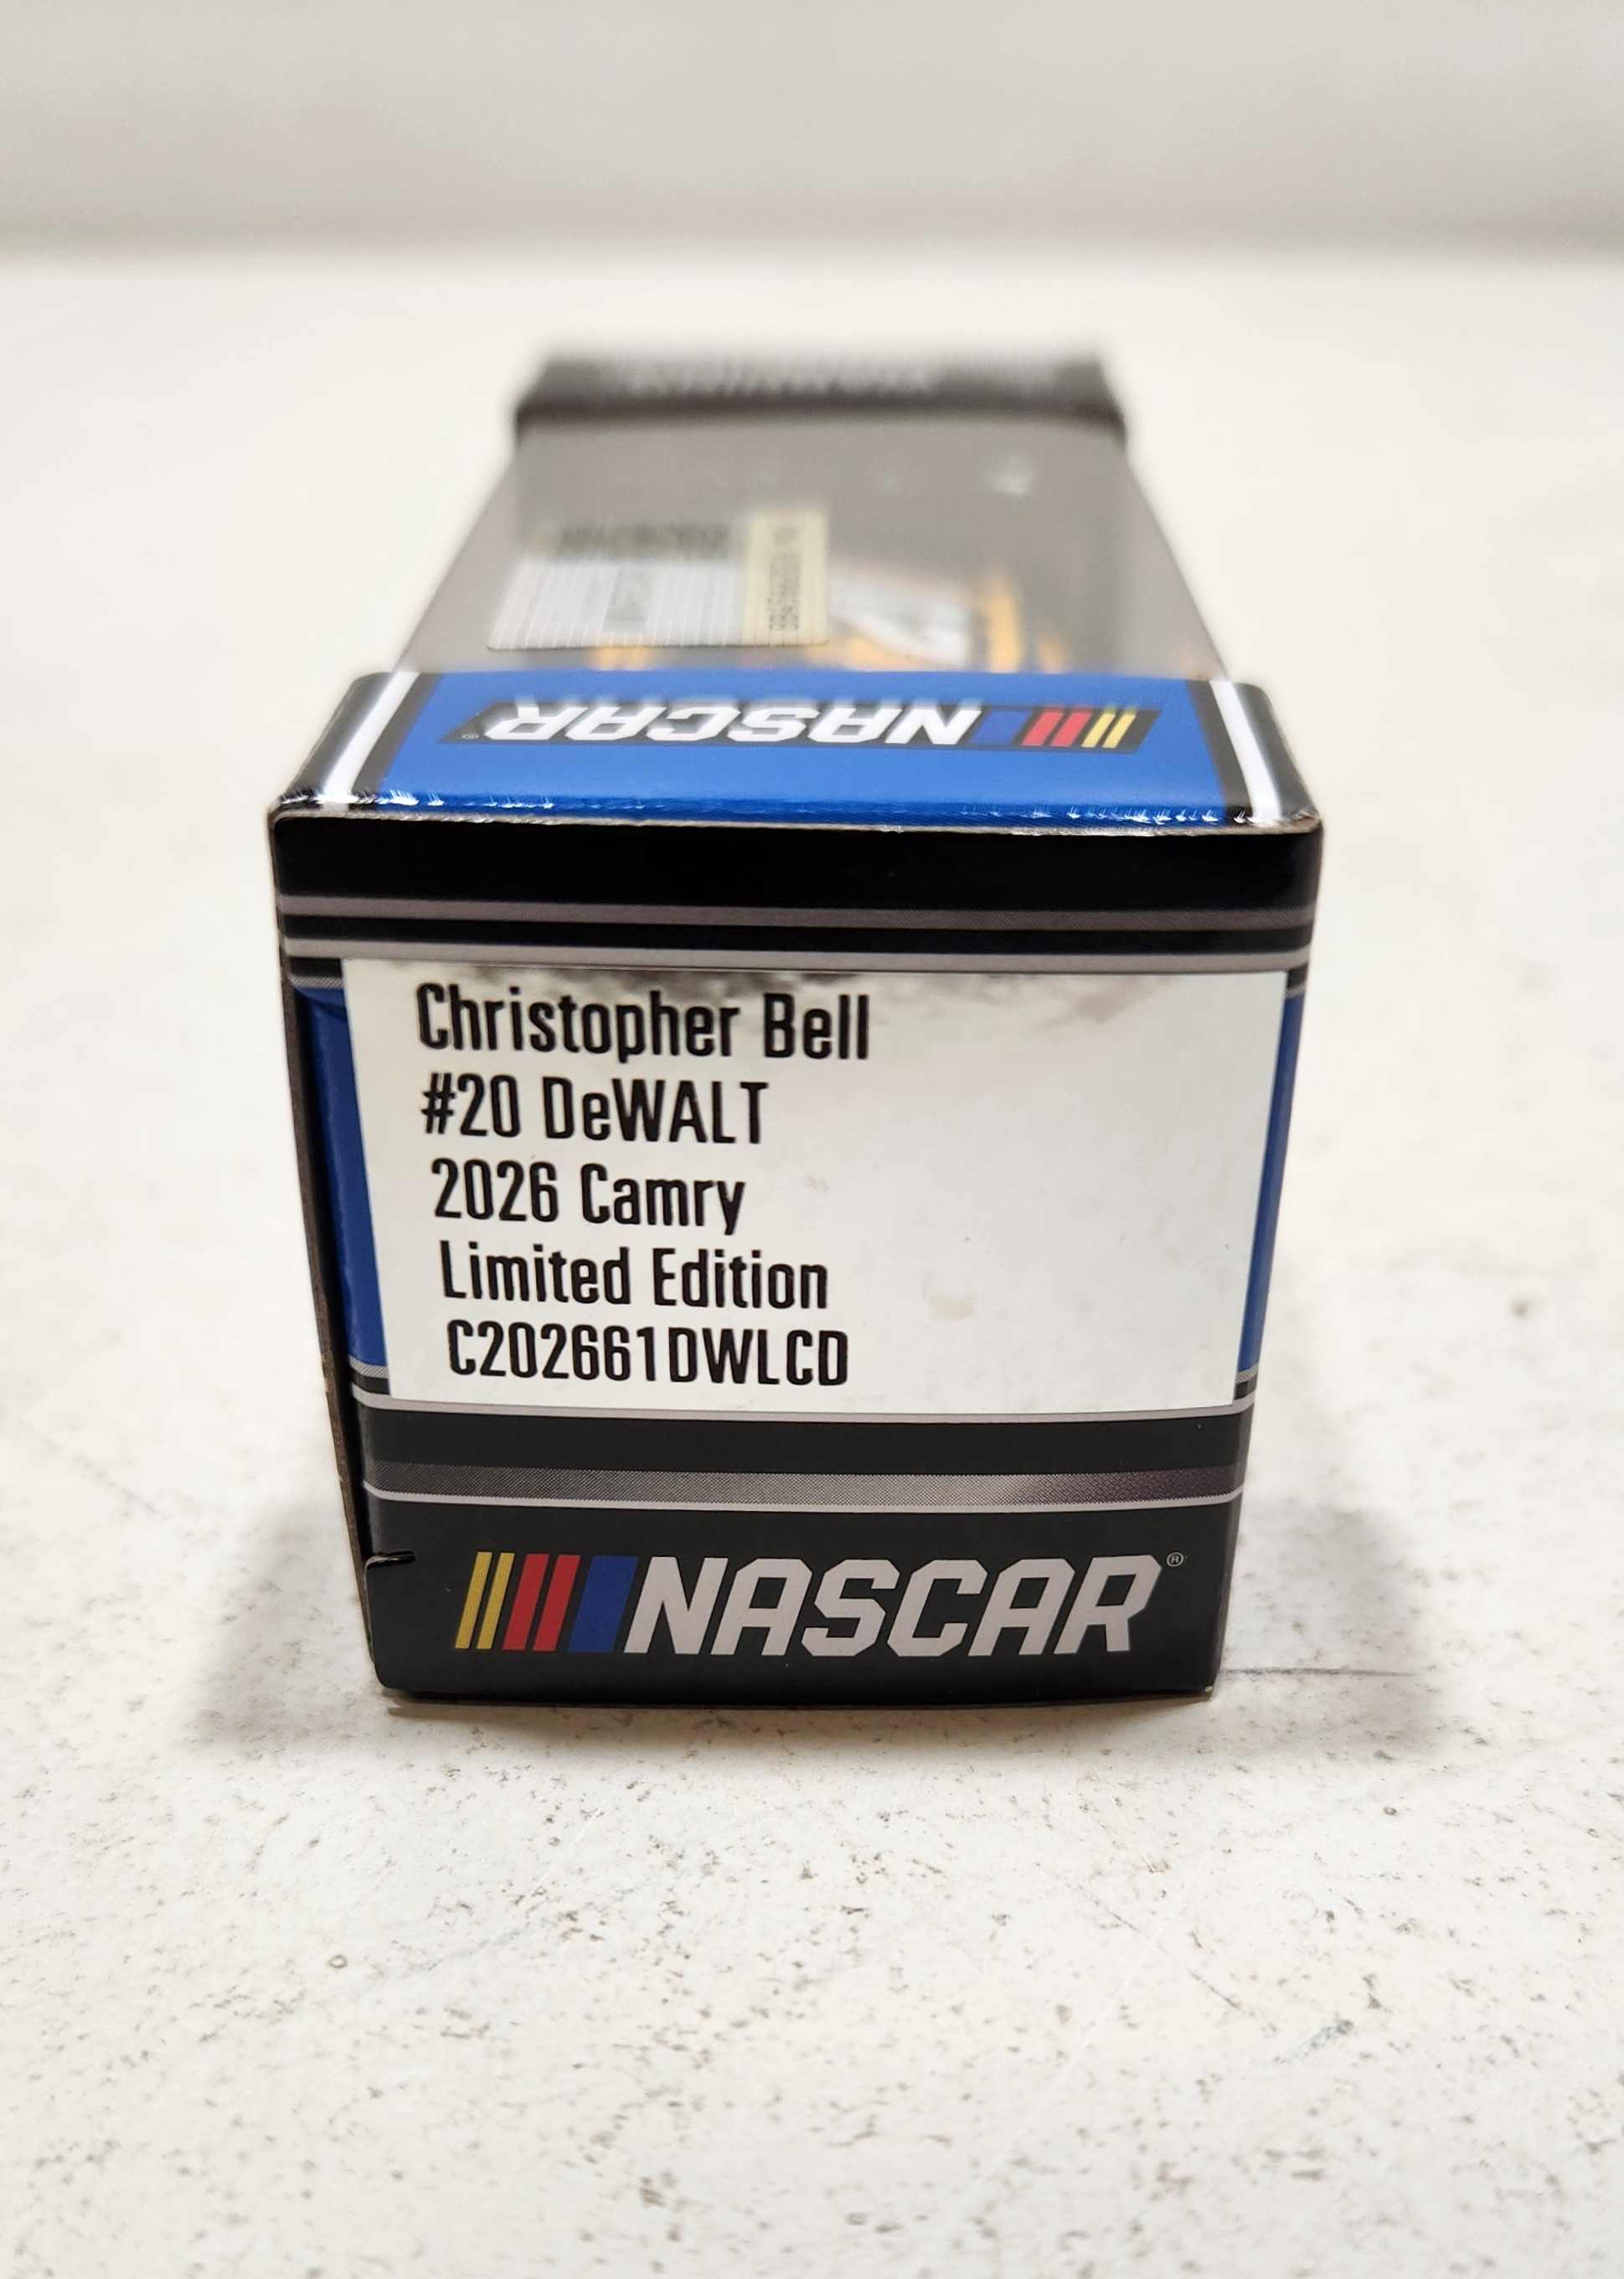 NASCAR
Christopher Bell
#20 DeWALT
2026 Camry
Limited Edition
C202661DWLCD
NASCAR®